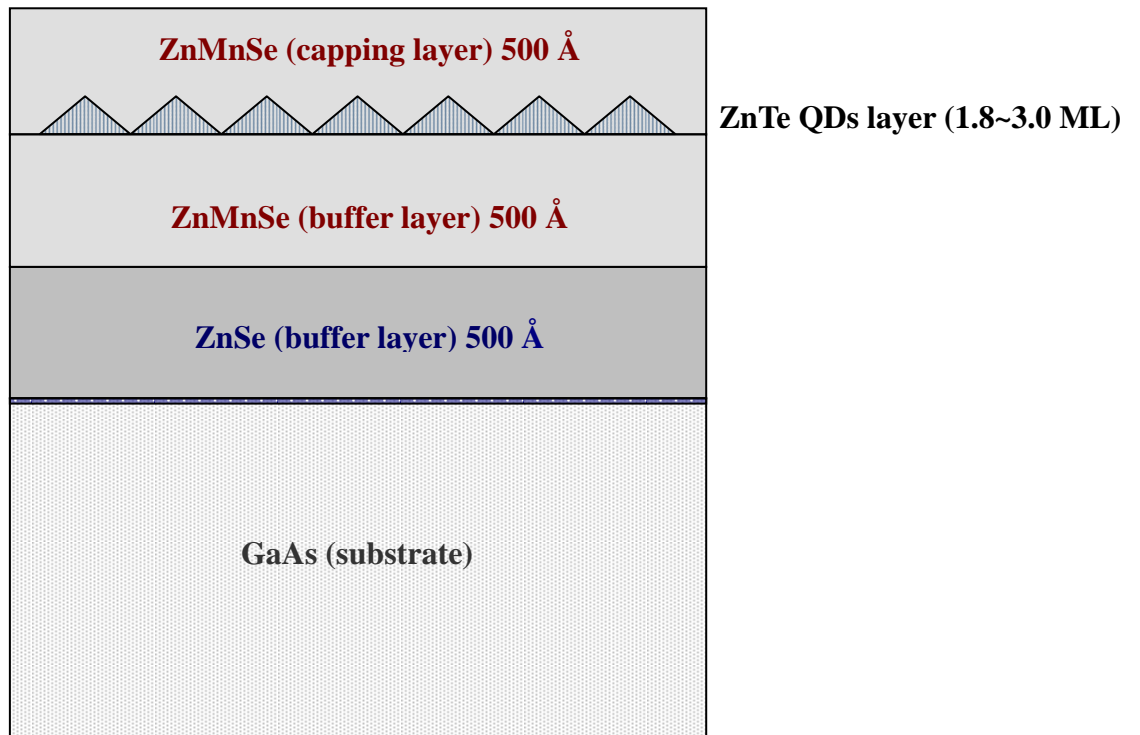 ZnMnSe (capping layer) 500 Å
ZnTe QDs layer (1.8~3.0 ML)
ZnMnSe (buffer layer) 500 Å
ZnSe (buffer layer) 500 Å
GaAs (substrate)